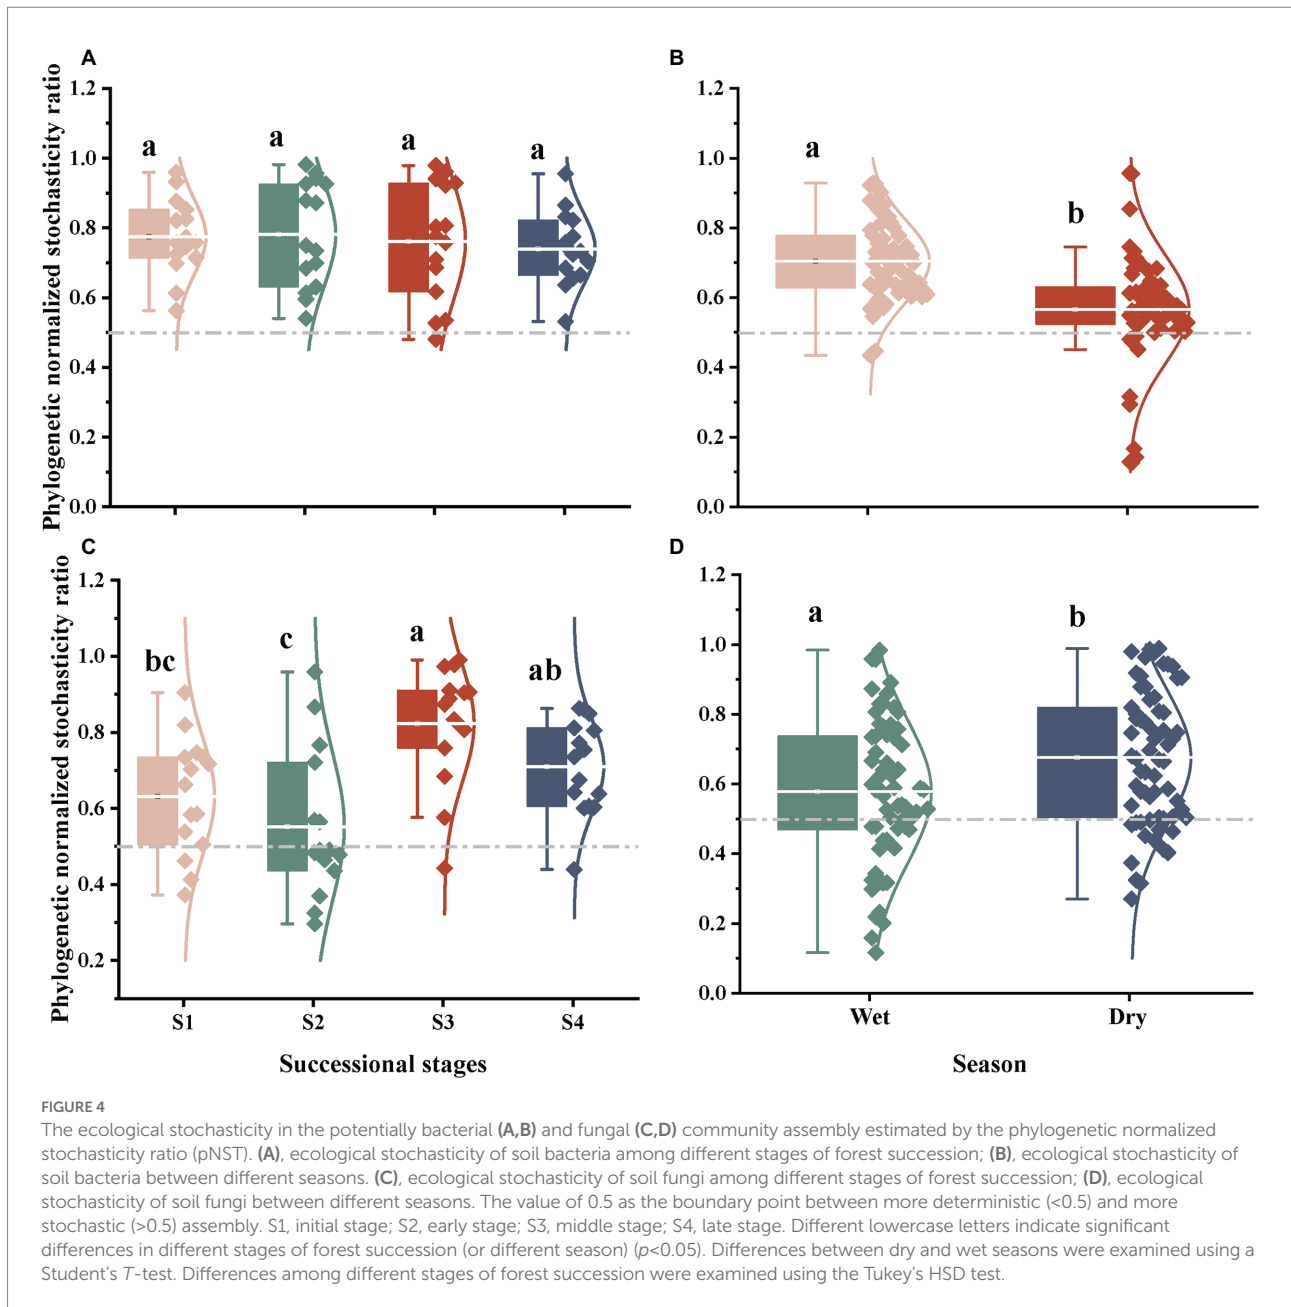 A
Phylogenetic normalized stochasticity ratio
1.2
1.0
0.8
0.6
0.4
0.2
0.0
a
a
a
a
B
1.2
1.0
0.8
0.6
0.4
0.2
0.0
a
b
C
Phylogenetic normalized stochasticity ratio
1.2
1.0
0.8
0.6
0.4
0.2
bc
c
a
ab
S1
S2
S3
S4
Successional stages
D
1.2
1.0
0.8
0.6
0.4
0.2
0.0
a
b
Wet
Dry
Season
FIGURE 4
The ecological stochasticity in the potentially bacterial (A,B) and fungal (C,D) community assembly estimated by the phylogenetic normalized
stochasticity ratio (pNST). (A), ecological stochasticity of soil bacteria among different stages of forest succession; (B), ecological stochasticity of
soil bacteria between different seasons. (C), ecological stochasticity of soil fungi among different stages of forest succession; (D), ecological
stochasticity of soil fungi between different seasons. The value of 0.5 as the boundary point between more deterministic (<0.5) and more
stochastic (>0.5) assembly. S1, initial stage; S2, early stage; S3, middle stage; S4, late stage. Different lowercase letters indicate significant
differences in different stages of forest succession (or different season) (p<0.05). Differences between dry and wet seasons were examined using a
Student's T-test. Differences among different stages of forest succession were examined using the Tukey's HSD test.